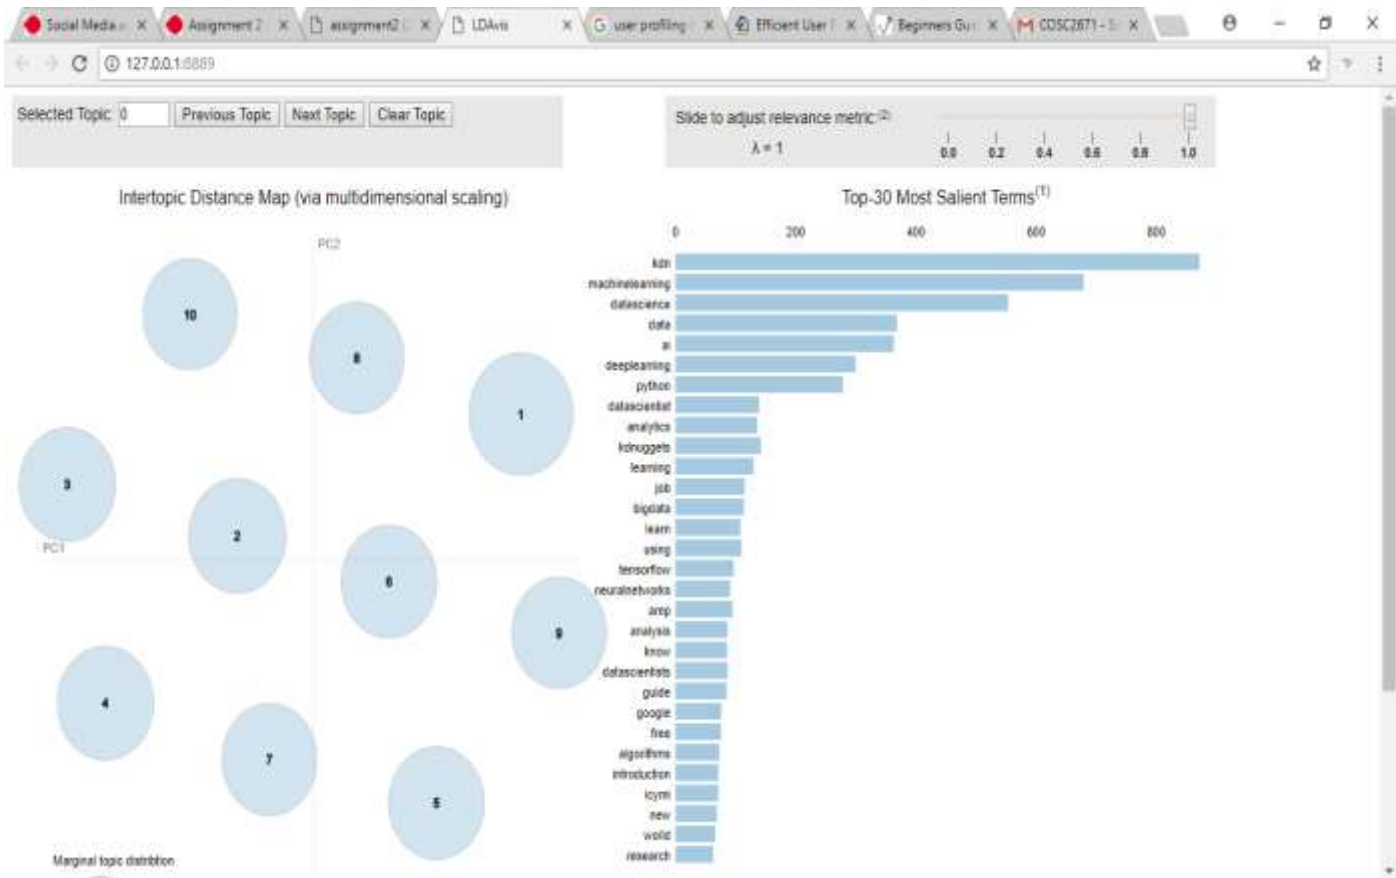 Social Media
Assignment 2
assignment2
LDAvis
user profiling
Efficient User
Beginners Gu
COSC2671 - S
127.0.0.1:8889
Selected Topic: 0 Previous Topic Next Topic Clear Topic
Slide to adjust relevance metric:(2)
λ = 1
0.0 0.2 0.4 0.6 0.8 1.0
Intertopic Distance Map (via multidimensional scaling)
PC2
10
8
1
3
2
PC1
6
9
4
7
5
Marginal topic distribtion
Top-30 Most Salient Terms(1)
0 200 400 600 800
kdn
machinelearning
datascience
data
ai
deeplearning
python
datascientist
analytics
kdnuggets
learning
job
bigdata
learn
using
tensorflow
neuralnetworks
amp
analysis
know
datascientists
guide
google
free
algorithms
introduction
icymi
new
world
research